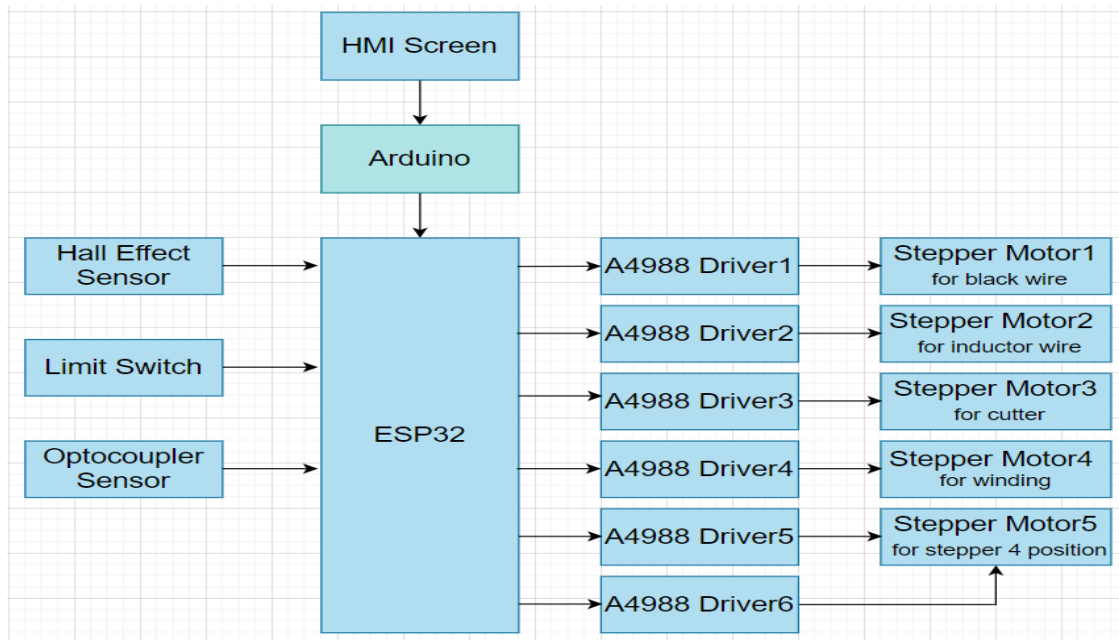 HMI Screen
Arduino
Hall Effect
Sensor
Limit Switch
Optocoupler
Sensor
ESP32
A4988 Driver1
A4988 Driver2
A4988 Driver3
A4988 Driver4
A4988 Driver5
A4988 Driver6
Stepper Motor1
for black wire
Stepper Motor2
for inductor wire
Stepper Motor3
for cutter
Stepper Motor4
for winding
Stepper Motor5
for stepper 4 position